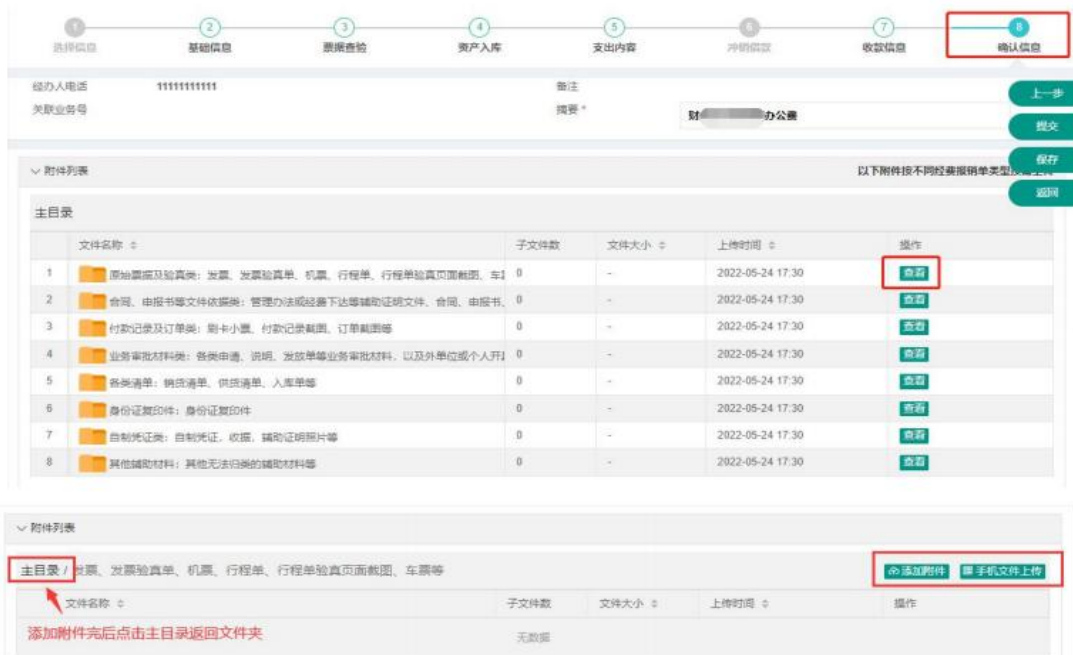 1 2 3 4 5 6 7 8
选择信息 基础信息 票据查验 资产入库 支出内容 冲销借款 收款信息 确认信息
经办人电话 11111111111 备注
上一步
关联业务号 摘要 * 财 办公费
提交
附件列表 以下附件按不同经费报销单类型
保存
返回
主目录
文件名称 子文件数 文件大小 上传时间 操作
1 原始票据及验真类：发票、发票验真单、机票、行程单、行程单验真页面截图、车 0 - 2022-05-24 17:30 查看
2 合同、申报书等文件依据类：管理办法或经费下达等辅助证明文件、合同、申报书、 0 - 2022-05-24 17:30 查看
3 付款记录及订单类：刷卡小票、付款记录截图、订单截图等 0 - 2022-05-24 17:30 查看
4 业务审批材料类：各类申请、说明、发放单等业务审批材料，以及外单位或个人开 0 - 2022-05-24 17:30 查看
5 各类清单：销货清单、供货清单、入库单等 0 - 2022-05-24 17:30 查看
6 身份证复印件：身份证复印件 0 - 2022-05-24 17:30 查看
7 自制凭证类：自制凭证，收据，辅助证明照片等 0 - 2022-05-24 17:30 查看
8 其他辅助材料：其他无法归类的辅助材料等 0 - 2022-05-24 17:30 查看
附件列表
主目录 / 发票、发票验真单、机票、行程单、行程单验真页面截图、车票等 添加附件 手机文件上传
文件名称 子文件数 文件大小 上传时间 操作
添加附件完后点击主目录返回文件夹 无数据